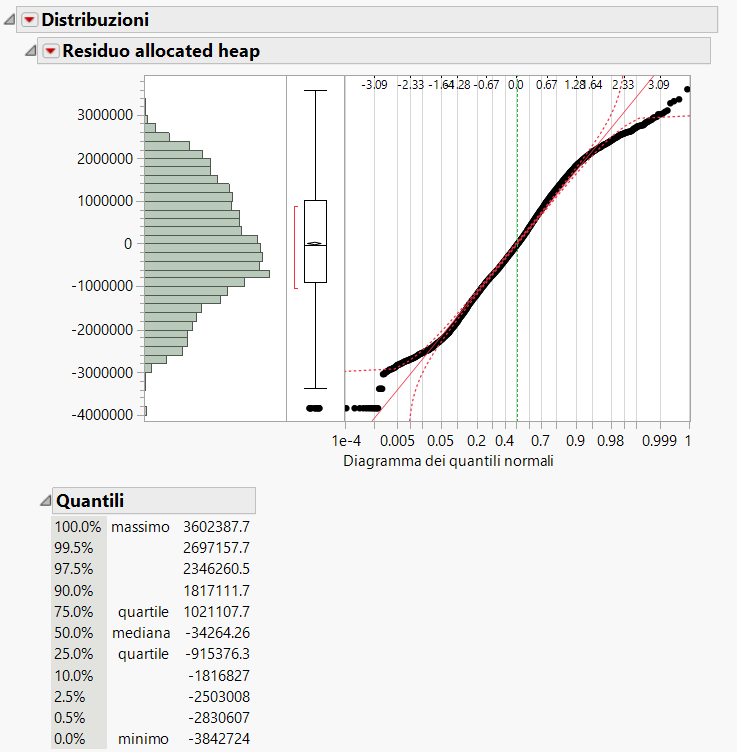 Distribuzioni
Residuo allocated heap
-3.09 -2.33 -1.64 -1.28 -0.67 0.0 0.67 1.28 1.64 2.33 3.09
3000000
2000000
1000000
0
-1000000
-2000000
-3000000
-4000000
1e-4 0.005 0.05 0.2 0.4 0.7 0.9 0.98 0.999 1
Diagramma dei quantili normali
Quantili
100.0% massimo 3602387.7
99.5% 2697157.7
97.5% 2346260.5
90.0% 1817111.7
75.0% quartile 1021107.7
50.0% mediana -34264.26
25.0% quartile -915376.3
10.0% -1816827
2.5% -2503008
0.5% -2830607
0.0% minimo -3842724